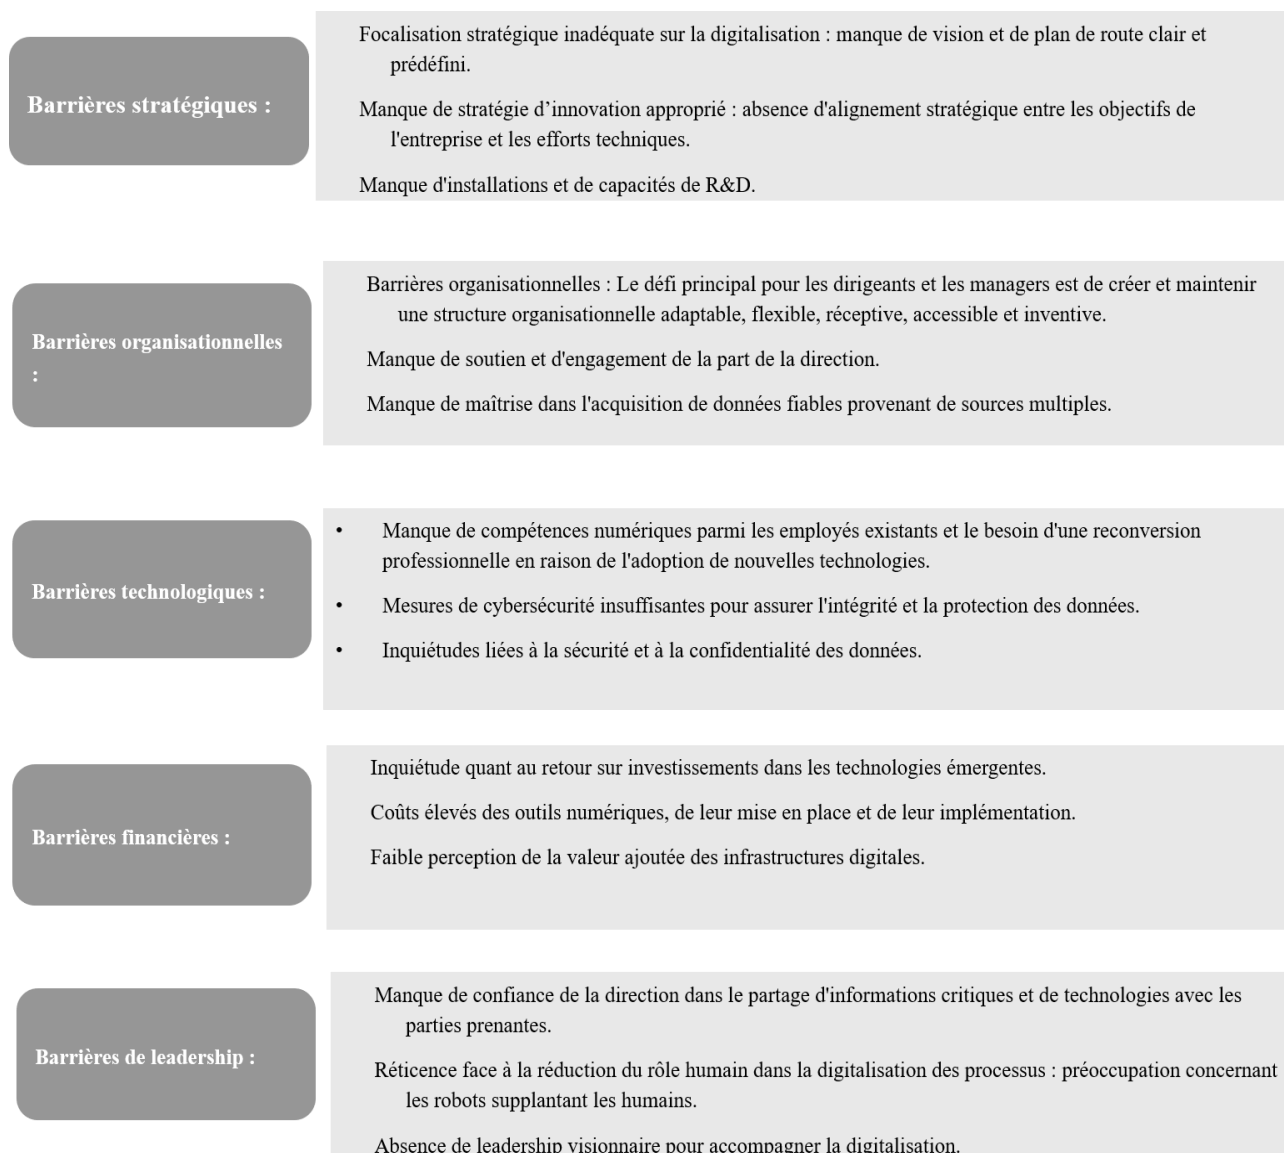 Barrières stratégiques :
Focalisation stratégique inadéquate sur la digitalisation : manque de vision et de plan de route clair et
prédéfini.
Manque de stratégie d’innovation approprié : absence d'alignement stratégique entre les objectifs de
l'entreprise et les efforts techniques.
Manque d'installations et de capacités de R&D.
Barrières organisationnelles
:
Barrières organisationnelles : Le défi principal pour les dirigeants et les managers est de créer et maintenir
une structure organisationnelle adaptable, flexible, réceptive, accessible et inventive.
Manque de soutien et d'engagement de la part de la direction.
Manque de maîtrise dans l'acquisition de données fiables provenant de sources multiples.
Barrières technologiques :
• Manque de compétences numériques parmi les employés existants et le besoin d'une reconversion
professionnelle en raison de l'adoption de nouvelles technologies.
• Mesures de cybersécurité insuffisantes pour assurer l'intégrité et la protection des données.
• Inquiétudes liées à la sécurité et à la confidentialité des données.
Barrières financières :
Inquiétude quant au retour sur investissements dans les technologies émergentes.
Coûts élevés des outils numériques, de leur mise en place et de leur implémentation.
Faible perception de la valeur ajoutée des infrastructures digitales.
Barrières de leadership :
Manque de confiance de la direction dans le partage d'informations critiques et de technologies avec les
parties prenantes.
Réticence face à la réduction du rôle humain dans la digitalisation des processus : préoccupation concernant
les robots supplantant les humains.
Absence de leadership visionnaire pour accompagner la digitalisation.